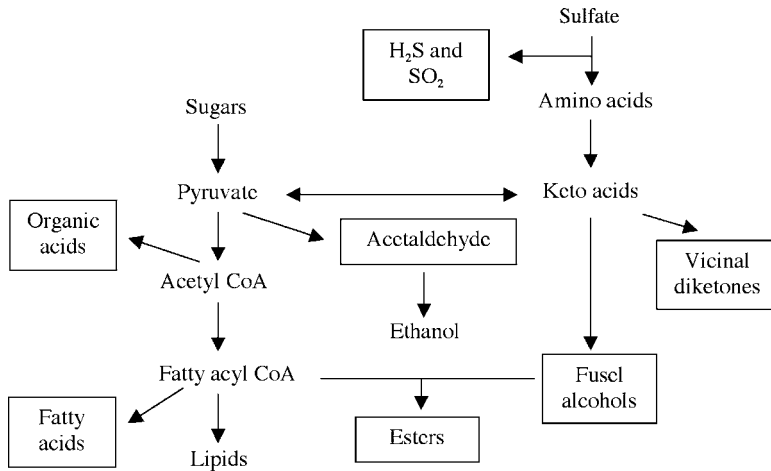 Sulfate
H₂S and
SO₂
Amino acids
Sugars
Pyruvate
Keto acids
Organic
acids
Acetaldehyde
Vicinal
diketones
Acetyl CoA
Ethanol
Fatty acyl CoA
Fusel
alcohols
Fatty
acids
Esters
Lipids